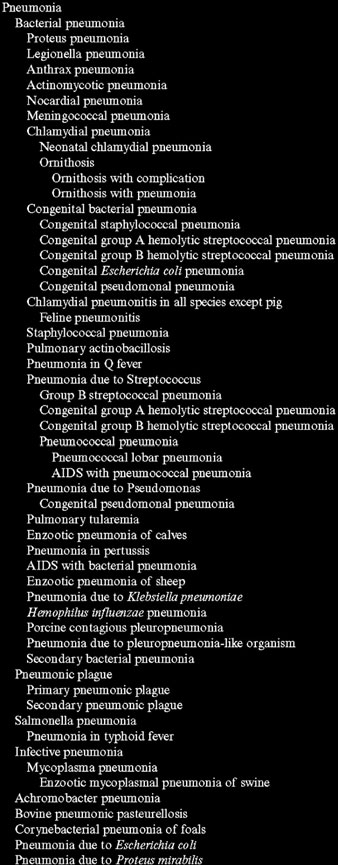 Pneumonia
Bacterial pneumonia
Proteus pneumonia
Legionella pneumonia
Anthrax pneumonia
Actinomycotic pneumonia
Nocardial pneumonia
Meningococcal pneumonia
Chlamydial pneumonia
Neonatal chlamydial pneumonia
Ornithosis
Ornithosis with complication
Ornithosis with pneumonia
Congenital bacterial pneumonia
Congenital staphylococcal pneumonia
Congenital group A hemolytic streptococcal pneumonia
Congenital group B hemolytic streptococcal pneumonia
Congenital Escherichia coli pneumonia
Congenital pseudomonal pneumonia
Chlamydial pneumonitis in all species except pig
Feline pneumonitis
Staphylococcal pneumonia
Pulmonary actinobacillosis
Pneumonia in Q fever
Pneumonia due to Streptococcus
Group B streptococcal pneumonia
Congenital group A hemolytic streptococcal pneumonia
Congenital group B hemolytic streptococcal pneumonia
Pneumococcal pneumonia
Pneumococcal lobar pneumonia
AIDS with pneumococcal pneumonia
Pneumonia due to Pseudomonas
Congenital pseudomonal pneumonia
Pulmonary tularemia
Enzootic pneumonia of calves
Pneumonia in pertussis
AIDS with bacterial pneumonia
Enzootic pneumonia of sheep
Pneumonia due to Klebsiella pneumoniae
Hemophilus influenzae pneumonia
Porcine contagious pleuropneumonia
Pneumonia due to pleuropneumonia-like organism
Secondary bacterial pneumonia
Pneumonic plague
Primary pneumonic plague
Secondary pneumonic plague
Salmonella pneumonia
Pneumonia in typhoid fever
Infective pneumonia
Mycoplasma pneumonia
Enzootic mycoplasmal pneumonia of swine
Achromobacter pneumonia
Bovine pneumonic pasteurellosis
Corynebacterial pneumonia of foals
Pneumonia due to Escherichia coli
Pneumonia due to Proteus mirabilis